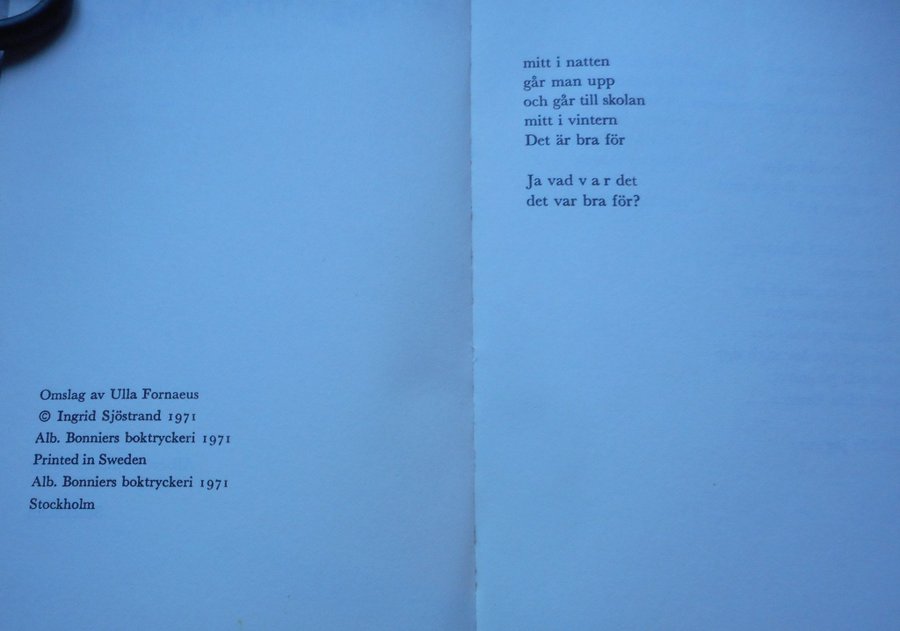 Omslag av Ulla Fornaeus
© Ingrid Sjöstrand 1971
Alb. Bonniers boktryckeri 1971
Printed in Sweden
Alb. Bonniers boktryckeri 1971
Stockholm
mitt i natten
går man upp
och går till skolan
mitt i vintern
Det är bra för
Ja vad v a r det
det var bra för?